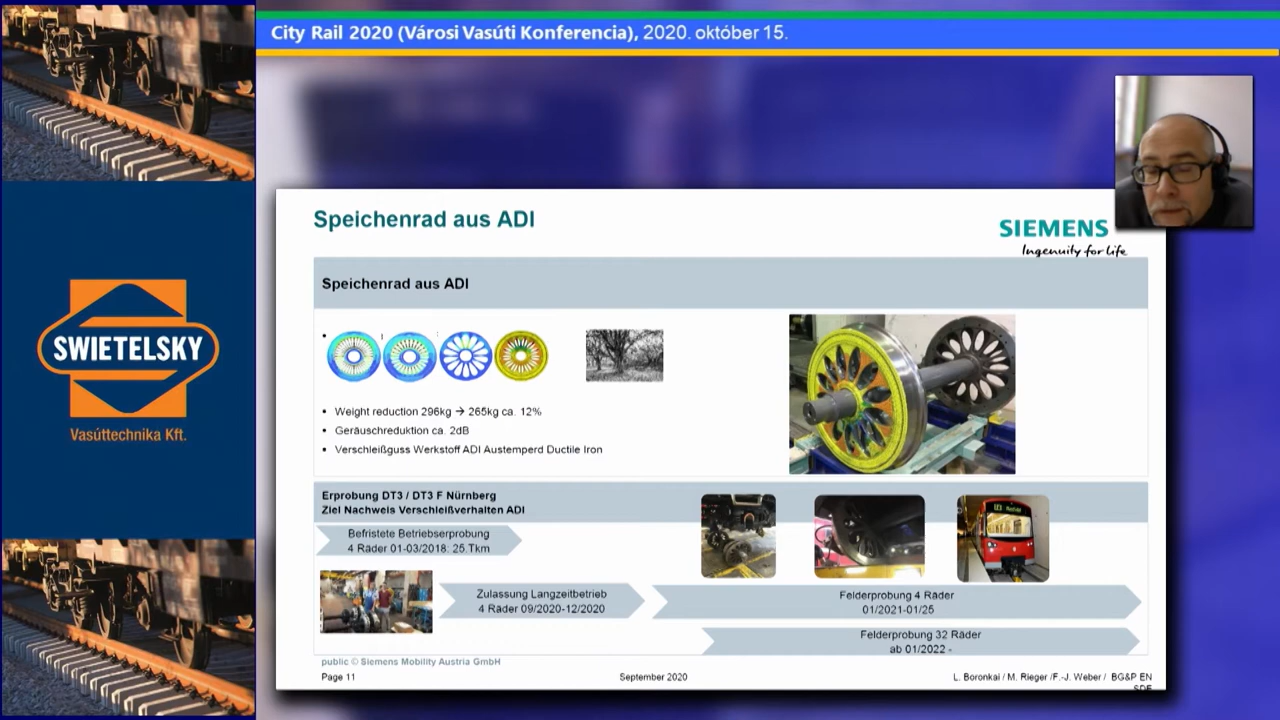 City Rail 2020 (Városi Vasúti Konferencia), 2020. október 15.
SWIETELSKY
Vasúttechnika Kft.
Speichenrad aus ADI
SIEMENS
Ingenuity for life
Speichenrad aus ADI
• Weight reduction 296kg → 265kg ca. 12%
• Geräuschreduktion ca. 2dB
• Verschleißguss Werkstoff ADI Austemperd Ductile Iron
Erprobung DT3 / DT3 F Nürnberg
Ziel Nachweis Verschleißverhalten ADI
Befristete Betriebserprobung
4 Räder 01-03/2018: 25.Tkm
Zulassung Langzeitbetrieb
4 Räder 09/2020-12/2020
Felderprobung 4 Räder
01/2021-01/25
Felderprobung 32 Räder
ab 01/2022 -
public © Siemens Mobility Austria GmbH
Page 11
September 2020
L. Boronkai / M. Rieger /F.-J. Weber / BG&P EN
SDE